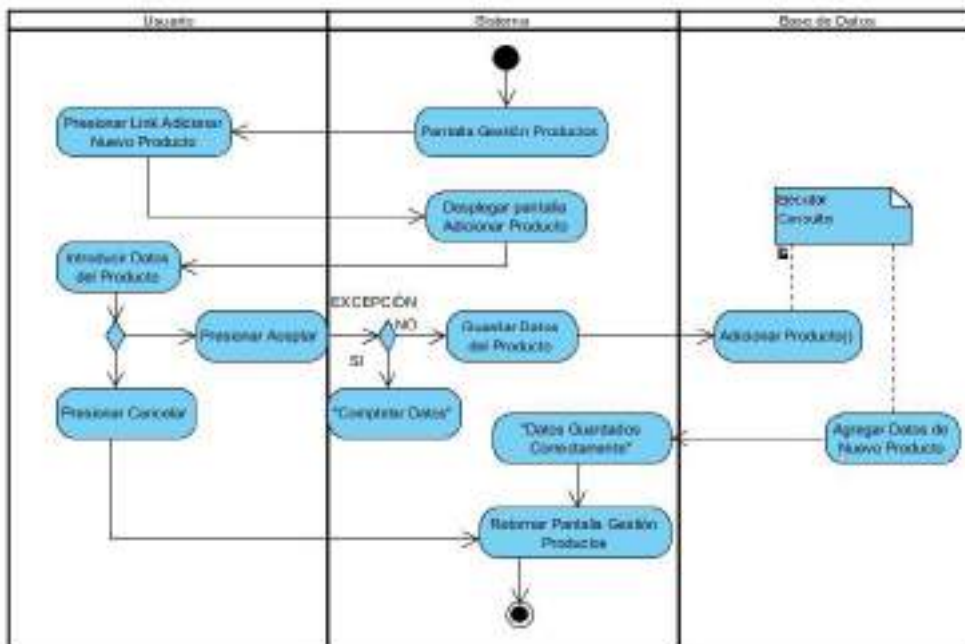 Usuario
Sistema
Base de Datos
Pantalla Gestión Productos
Presionar Link Adicionar
Nuevo Producto
Desplegar pantalla
Adicionar Producto
Ejecutar
Consulta
Introducir Datos
del Producto
EXCEPCIÓN
NO
SI
Presionar Aceptar
Guardar Datos
del Producto
Adicionar Producto()
Presionar Cancelar
"Completar Datos"
"Datos Guardados
Correctamente"
Agregar Datos de
Nuevo Producto
Retornar Pantalla Gestión
Productos